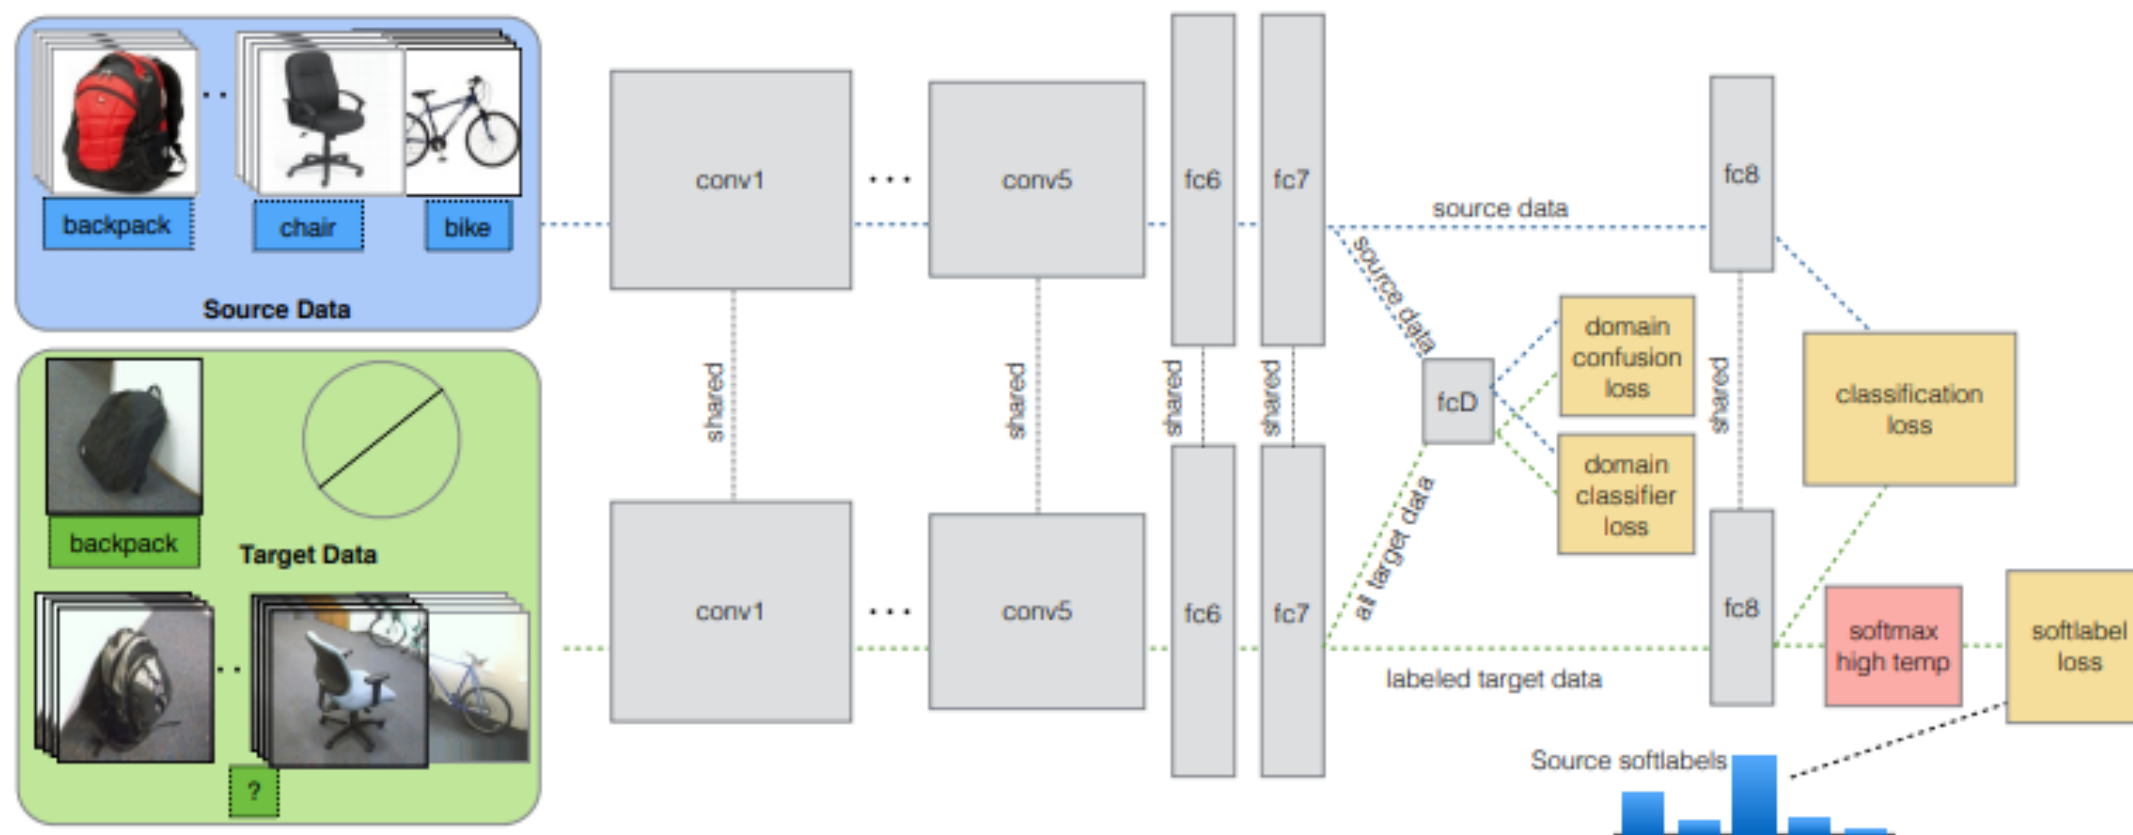 backpack
chair
bike
Source Data
backpack
Target Data
?
conv1
conv5
fc6
fc7
shared
shared
shared
shared
conv1
conv5
fc6
fc7
source data
source data
all target data
labeled target data
fcD
domain
confusion
loss
domain
classifier
loss
fc8
shared
fc8
classification
loss
softmax
high temp
softlabel
loss
Source softlabels